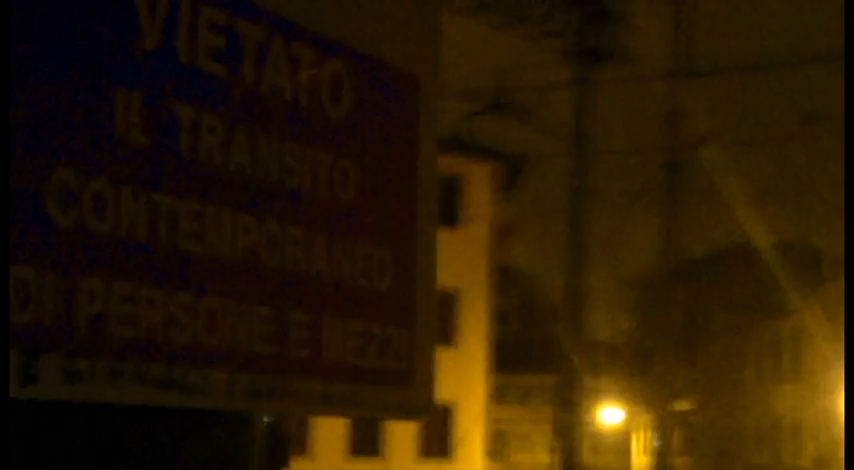 VIETATO
IL TRANSITO
CONTEMPORANEO
DI PERSONE E MEZZI